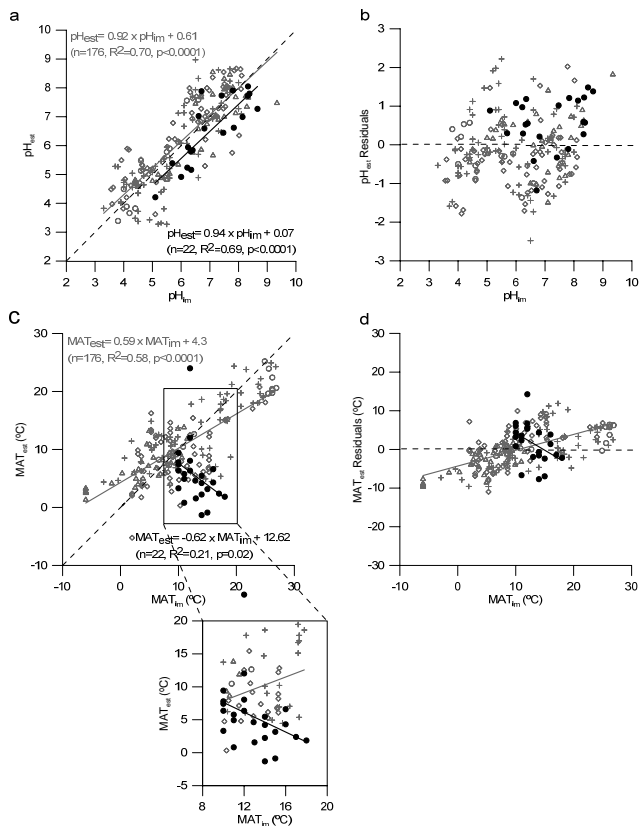 a
pHest= 0.92 x pHim + 0.61
(n=176, R2=0.70, p<0.0001)
10
9
8
7
6
5
4
3
2
pHest
pHest= 0.94 x pHim + 0.07
(n=22, R2=0.69, p<0.0001)
2 3 4 5 6 7 8 9 10
pHim
b
3
2
1
0
-1
-2
-3
pHest Residuals
2 3 4 5 6 7 8 9 10
pHim
C
MATest= 0.59 x MATim + 4.3
(n=176, R2=0.58, p<0.0001)
30
20
10
0
-10
MATest (ºC)
MATest= -0.62 x MATim + 12.62
(n=22, R2=0.21, p=0.02)
-10 0 10 20 30
MATim (ºC)
d
30
20
10
0
-10
-20
-30
MATest Residuals (ºC)
-10 0 10 20 30
MATim (ºC)
20
15
10
5
0
-5
MATest (ºC)
8 12 16 20
MATim (ºC)